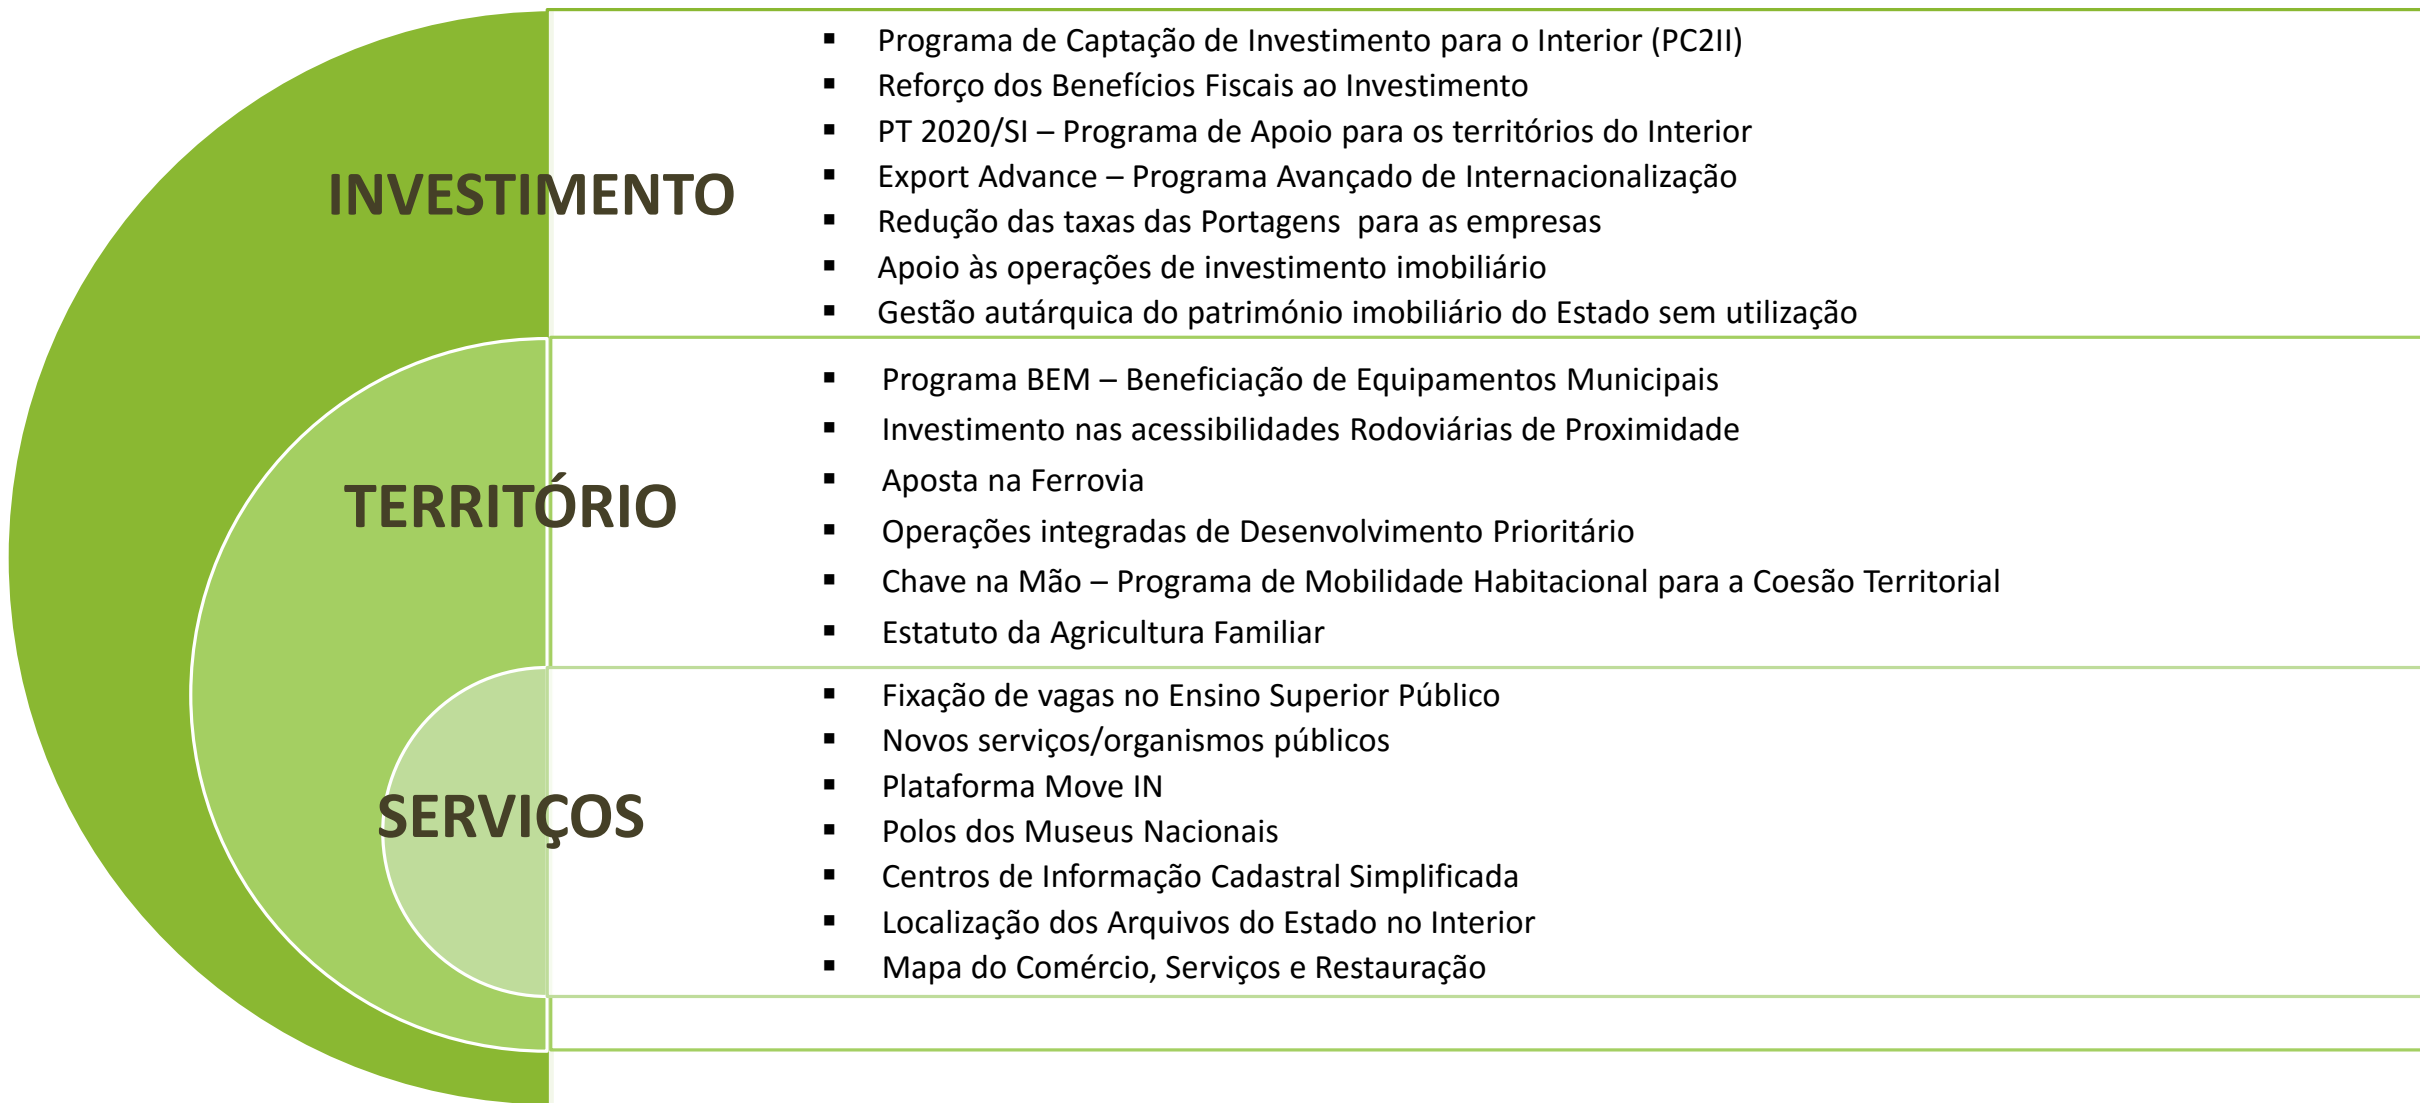 INVESTIMENTO
▪ Programa de Captação de Investimento para o Interior (PC2II)
▪ Reforço dos Benefícios Fiscais ao Investimento
▪ PT 2020/SI – Programa de Apoio para os territórios do Interior
▪ Export Advance – Programa Avançado de Internacionalização
▪ Redução das taxas das Portagens  para as empresas
▪ Apoio às operações de investimento imobiliário
▪ Gestão autárquica do património imobiliário do Estado sem utilização
TERRITÓRIO
▪ Programa BEM – Beneficiação de Equipamentos Municipais
▪ Investimento nas acessibilidades Rodoviárias de Proximidade
▪ Aposta na Ferrovia
▪ Operações integradas de Desenvolvimento Prioritário
▪ Chave na Mão – Programa de Mobilidade Habitacional para a Coesão Territorial
▪ Estatuto da Agricultura Familiar
SERVIÇOS
▪ Fixação de vagas no Ensino Superior Público
▪ Novos serviços/organismos públicos
▪ Plataforma Move IN
▪ Polos dos Museus Nacionais
▪ Centros de Informação Cadastral Simplificada
▪ Localização dos Arquivos do Estado no Interior
▪ Mapa do Comércio, Serviços e Restauração